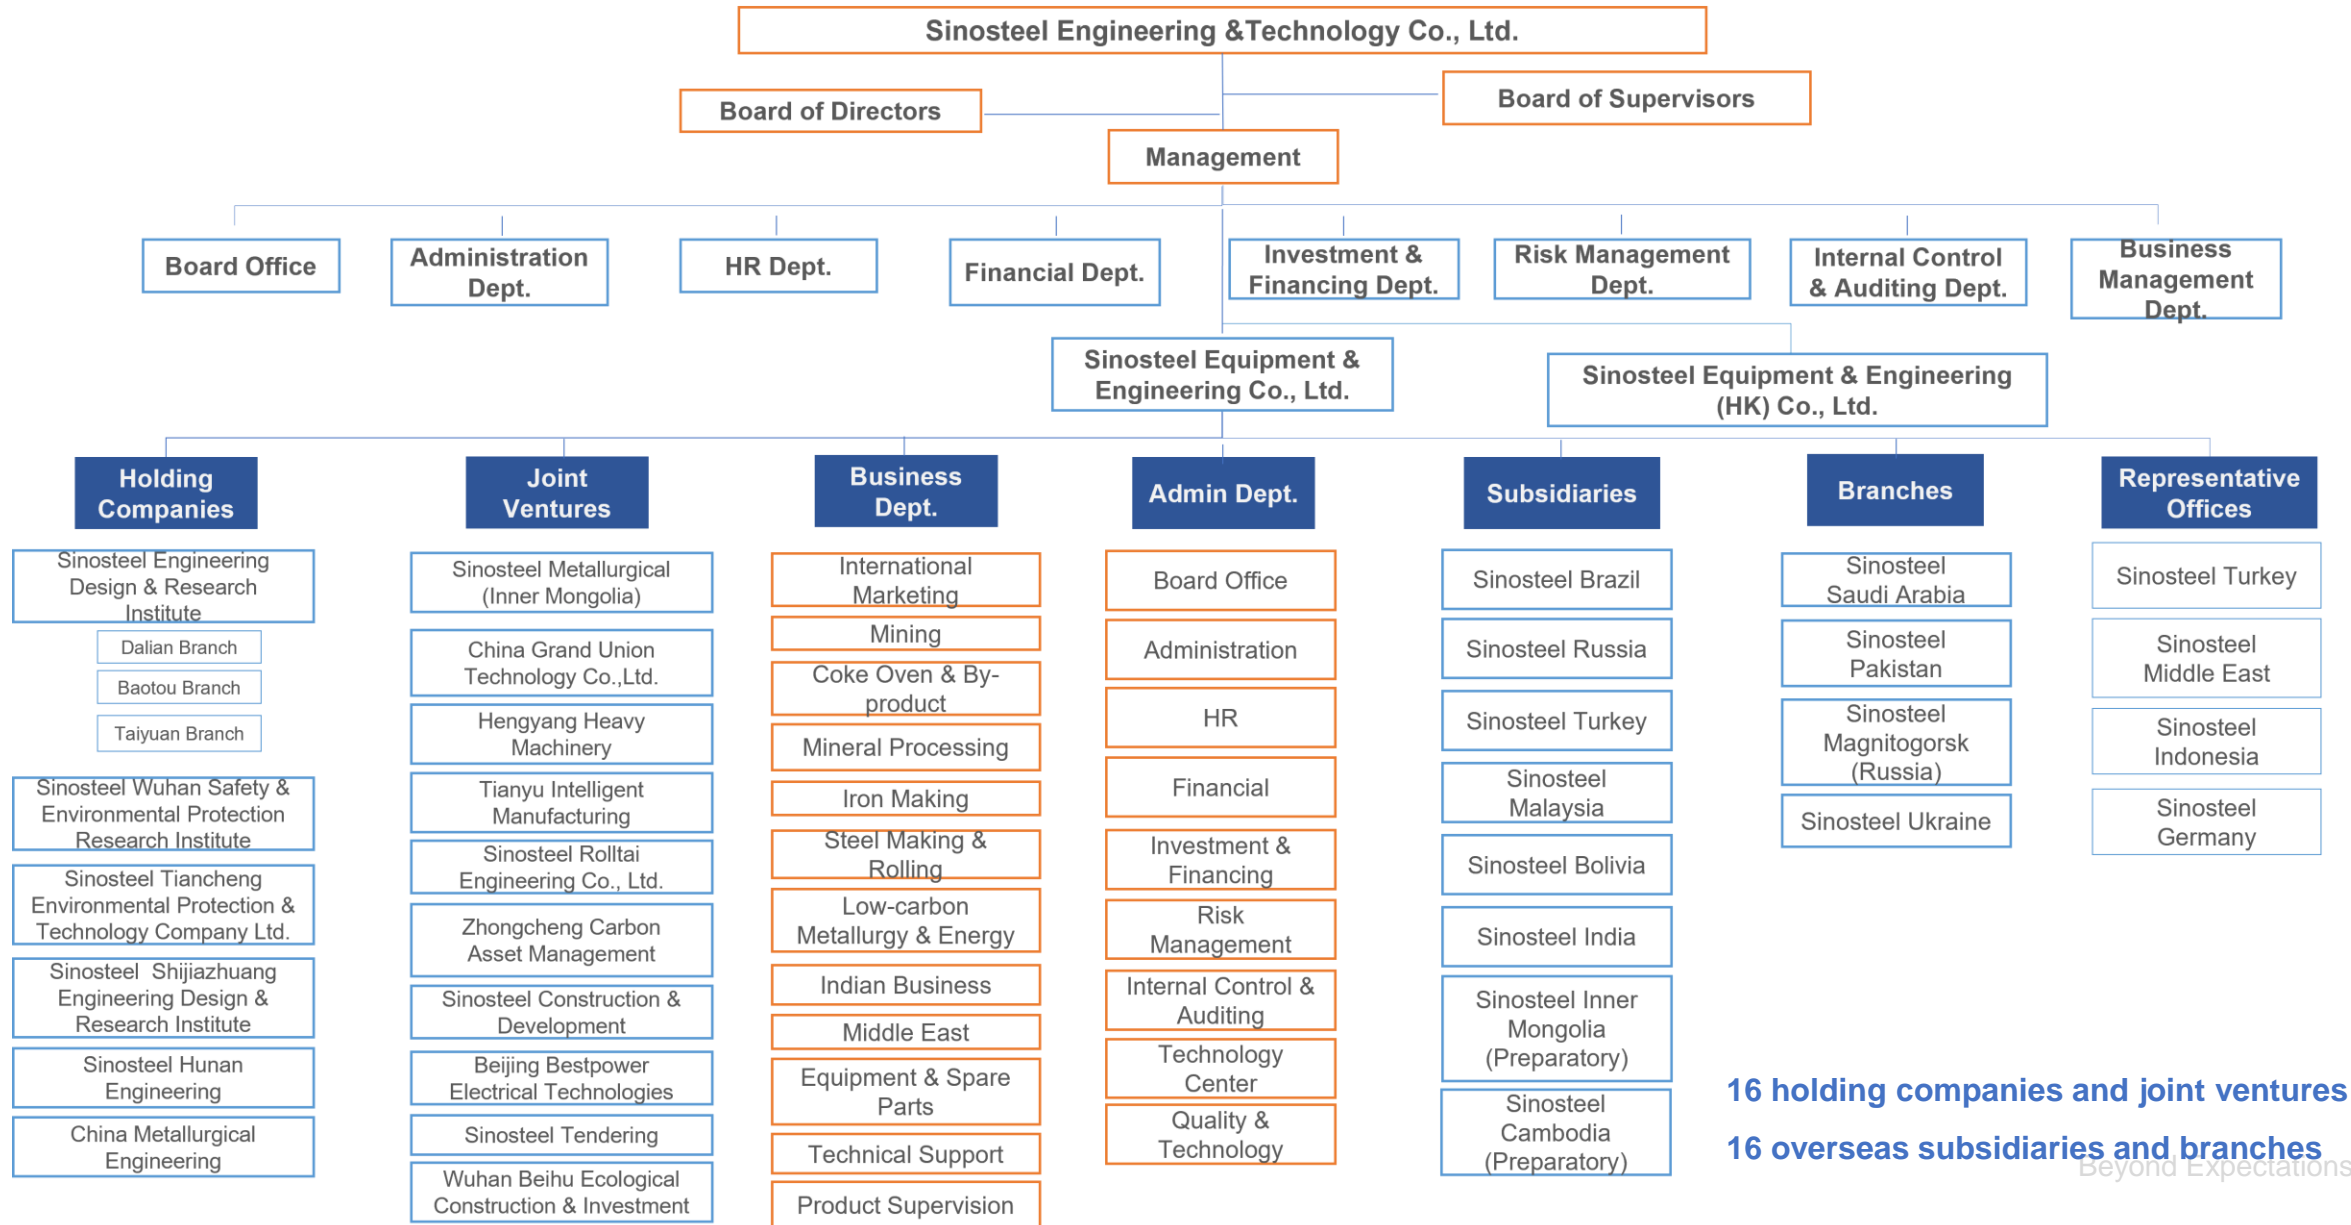 Sinosteel Engineering &Technology Co., Ltd.
Board of Directors
Board of Supervisors
Management
Board Office
Administration
Dept.
HR Dept.
Financial Dept.
Investment &
Financing Dept.
Risk Management
Dept.
Internal Control
& Auditing Dept.
Business
Management
Dept.
Sinosteel Equipment &
Engineering Co., Ltd.
Sinosteel Equipment & Engineering
(HK) Co., Ltd.
Holding
Companies
Sinosteel Engineering
Design & Research
Institute
Dalian Branch
Baotou Branch
Taiyuan Branch
Sinosteel Wuhan Safety &
Environmental Protection
Research Institute
Sinosteel Tiancheng
Environmental Protection &
Technology Company Ltd.
Sinosteel  Shijiazhuang
Engineering Design &
Research Institute
Sinosteel Hunan
Engineering
China Metallurgical
Engineering
Joint
Ventures
Sinosteel Metallurgical
(Inner Mongolia)
China Grand Union
Technology Co.,Ltd.
Hengyang Heavy
Machinery
Tianyu Intelligent
Manufacturing
Sinosteel Rolltai
Engineering Co., Ltd.
Zhongcheng Carbon
Asset Management
Sinosteel Construction &
Development
Beijing Bestpower
Electrical Technologies
Sinosteel Tendering
Wuhan Beihu Ecological
Construction & Investment
Business
Dept.
International
Marketing
Mining
Coke Oven & By-
product
Mineral Processing
Iron Making
Steel Making &
Rolling
Low-carbon
Metallurgy & Energy
Indian Business
Middle East
Equipment & Spare
Parts
Technical Support
Product Supervision
Admin Dept.
Board Office
Administration
HR
Financial
Investment &
Financing
Risk
Management
Internal Control &
Auditing
Technology
Center
Quality &
Technology
Subsidiaries
Sinosteel Brazil
Sinosteel Russia
Sinosteel Turkey
Sinosteel
Malaysia
Sinosteel Bolivia
Sinosteel India
Sinosteel Inner
Mongolia
(Preparatory)
Sinosteel
Cambodia
(Preparatory)
Branches
Sinosteel
Saudi Arabia
Sinosteel
Pakistan
Sinosteel
Magnitogorsk
(Russia)
Sinosteel Ukraine
Representative
Offices
Sinosteel Turkey
Sinosteel
Middle East
Sinosteel
Indonesia
Sinosteel
Germany
16 holding companies and joint ventures
16 overseas subsidiaries and branches
Beyond Expectations